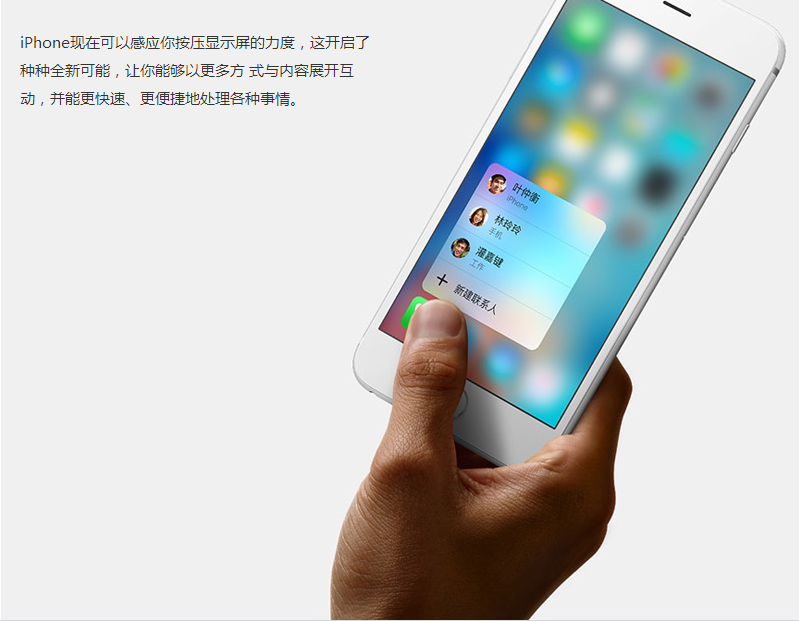 iPhone现在可以感应你按压显示屏的力度，这开启了
种种全新可能，让你能够以更多方 式与内容展开互
动，并能更快速、更便捷地处理各种事情。
叶仲衡
iPhone
林玲玲
手机
灌嘉键
工作
新建联系人